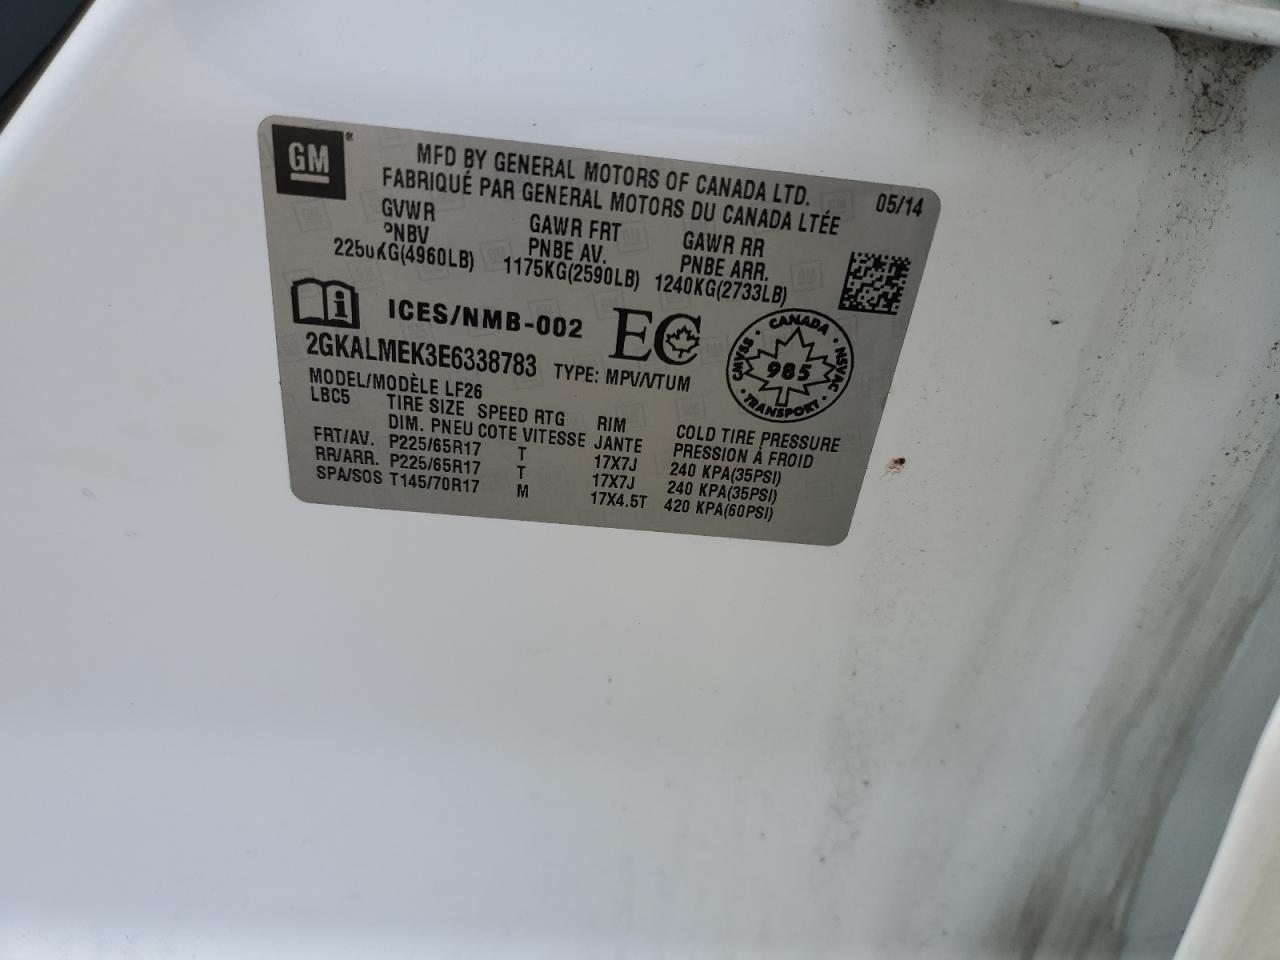 GM®
MFD BY GENERAL MOTORS OF CANADA LTD.
FABRIQUÉ PAR GENERAL MOTORS DU CANADA LTÉE
05/14
GVWR GAWR FRT GAWR RR
PNBV PNBE AV. PNBE ARR.
2250KG(4960LB) 1175KG(2590LB) 1240KG(2733LB)
i ICES/NMB-002 EC
CANADA
CMVSS 985 NSVAC
TRANSPORT
2GKALMEK3E6338783 TYPE: MPV/VTUM
MODEL/MODÈLE LF26
LBC5 TIRE SIZE SPEED RTG RIM COLD TIRE PRESSURE
DIM. PNEU COTE VITESSE JANTE PRESSION À FROID
FRT/AV. P225/65R17 T 17X7J 240 KPA(35PSI)
RR/ARR. P225/65R17 T 17X7J 240 KPA(35PSI)
SPA/SOS T145/70R17 M 17X4.5T 420 KPA(60PSI)